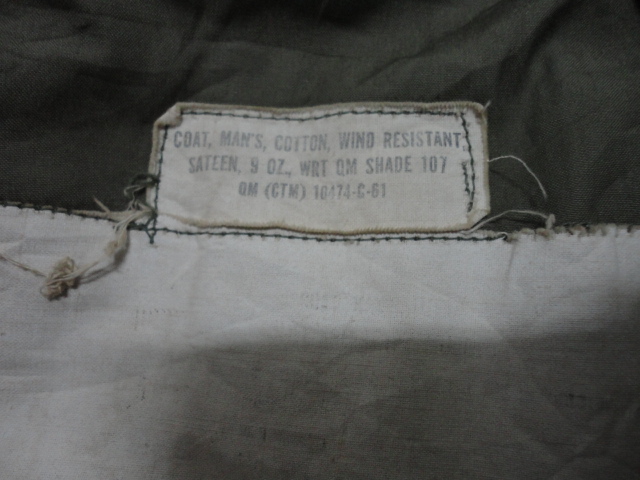 COAT, MAN'S, COTTON, WIND RESISTANT,
SATEEN, 9 OZ., WRT QM SHADE 107
QM (CTM) 10474-C-61